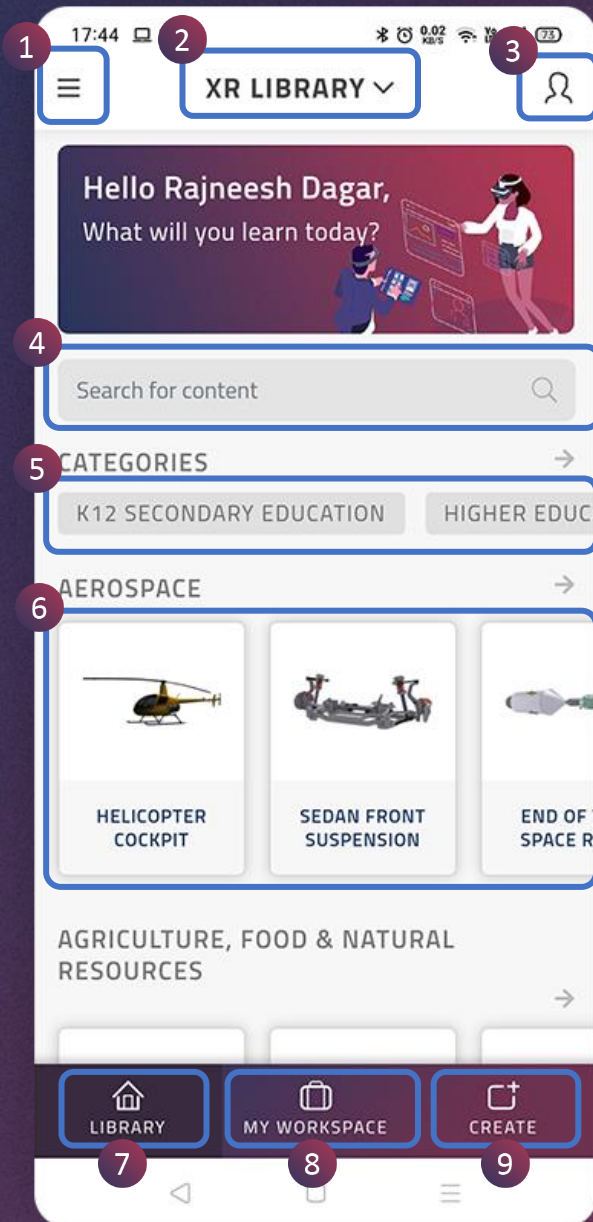 17:44
0.02
KB/S
73
1
2
3
XR LIBRARY
Hello Rajneesh Dagar,
What will you learn today?
4
Search for content
5
CATEGORIES
K12 SECONDARY EDUCATION
HIGHER EDUC
AEROSPACE
6
HELICOPTER
COCKPIT
SEDAN FRONT
SUSPENSION
END OF
SPACE R
AGRICULTURE, FOOD & NATURAL
RESOURCES
LIBRARY
MY WORKSPACE
CREATE
7
8
9